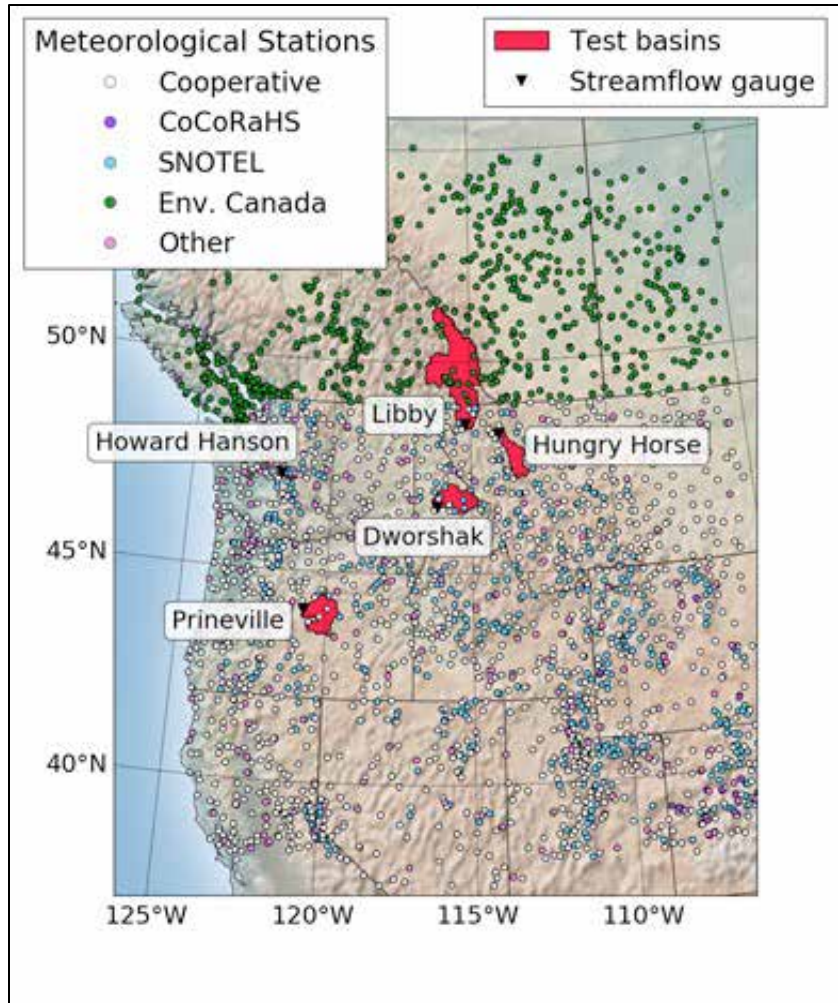 Meteorological Stations
Cooperative
CoCoRaHS
SNOTEL
Env. Canada
Other
Test basins
Streamflow gauge
50°N
Libby
Howard Hanson
Hungry Horse
45°N
Dworshak
Prineville
40°N
125°W 120°W 115°W 110°W